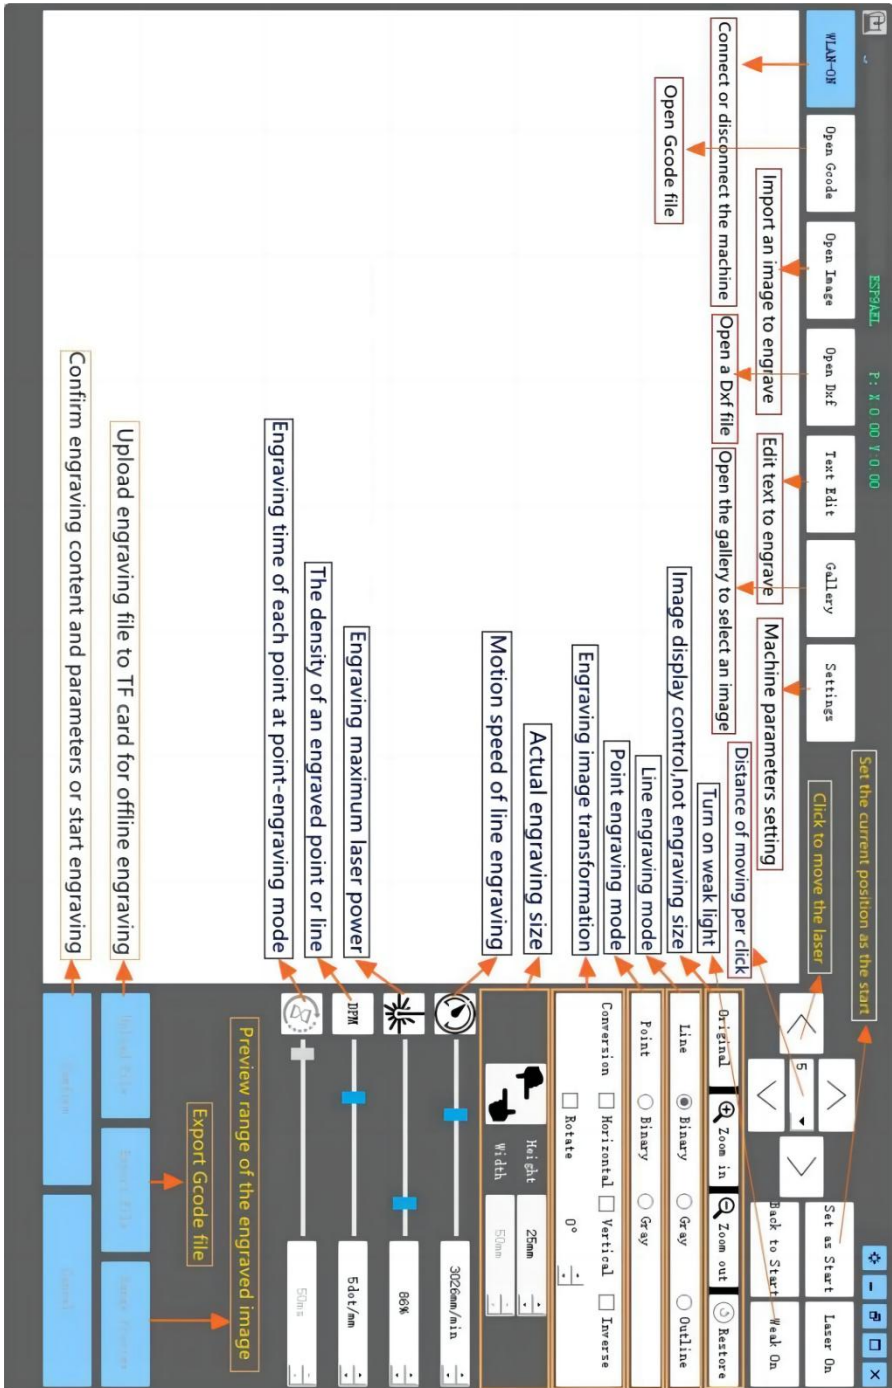 ESP9AEL P: X 0.00 Y:0.00
WLAN-ON
Open Gcode
Open Image
Open Dxf
Text Edit
Gallery
Settings
Set as Start
Laser On
Back to Start
Weak On
5
Set the current position as the start
Click to move the laser
Import an image to engrave
Edit text to engrave
Machine parameters setting
Connect or disconnect the machine
Open a Dxf file
Open the gallery to select an image
Distance of moving per click
Open Gcode file
Turn on weak light
Image display control,not engraving size
Original
Zoom in
Zoom out
Restore
Line engraving mode
Line
Binary
Gray
Outline
Point engraving mode
Point
Binary
Gray
Engraving image transformation
Conversion
Horizontal
Vertical
Inverse
Rotate
0°
Actual engraving size
Height
25mm
Width
50mm
Motion speed of line engraving
3026mm/min
Engraving maximum laser power
86%
The density of an engraved point or line
DPM
5dot/mm
Engraving time of each point at point-engraving mode
50ms
Preview range of the engraved image
Export Gcode file
Upload engraving file to TF card for offline engraving
Confirm engraving content and parameters or start engraving
Confirm
Cancel